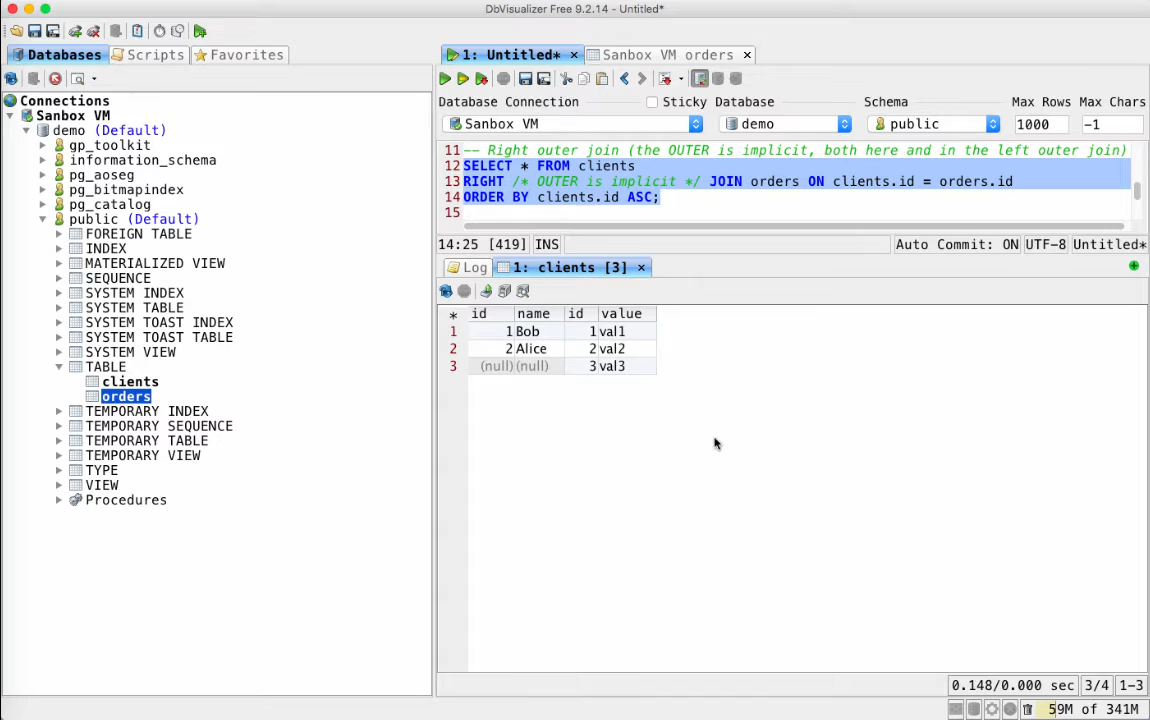 DbVisualizer Free 9.2.14 - Untitled*
Databases Scripts Favorites
1: Untitled* × Sanbox VM orders ×
Database Connection Sticky Database Schema Max Rows Max Chars
Sanbox VM demo public 1000 -1
Connections
Sanbox VM
demo (Default)
gp_toolkit
information_schema
pg_aoseg
pg_bitmapindex
pg_catalog
public (Default)
FOREIGN TABLE
INDEX
MATERIALIZED VIEW
SEQUENCE
SYSTEM INDEX
SYSTEM TABLE
SYSTEM TOAST INDEX
SYSTEM TOAST TABLE
SYSTEM VIEW
TABLE
clients
orders
TEMPORARY INDEX
TEMPORARY SEQUENCE
TEMPORARY TABLE
TEMPORARY VIEW
TYPE
VIEW
Procedures
11 -- Right outer join (the OUTER is implicit, both here and in the left outer join)
12 SELECT * FROM clients
13 RIGHT /* OUTER is implicit */ JOIN orders ON clients.id = orders.id
14 ORDER BY clients.id ASC;
15
14:25 [419] INS Auto Commit: ON UTF-8 Untitled*
Log 1: clients [3] ×
* id name id value
1 1 Bob 1 val1
2 2 Alice 2 val2
3 (null) (null) 3 val3
0.148/0.000 sec 3/4 1-3
59M of 341M